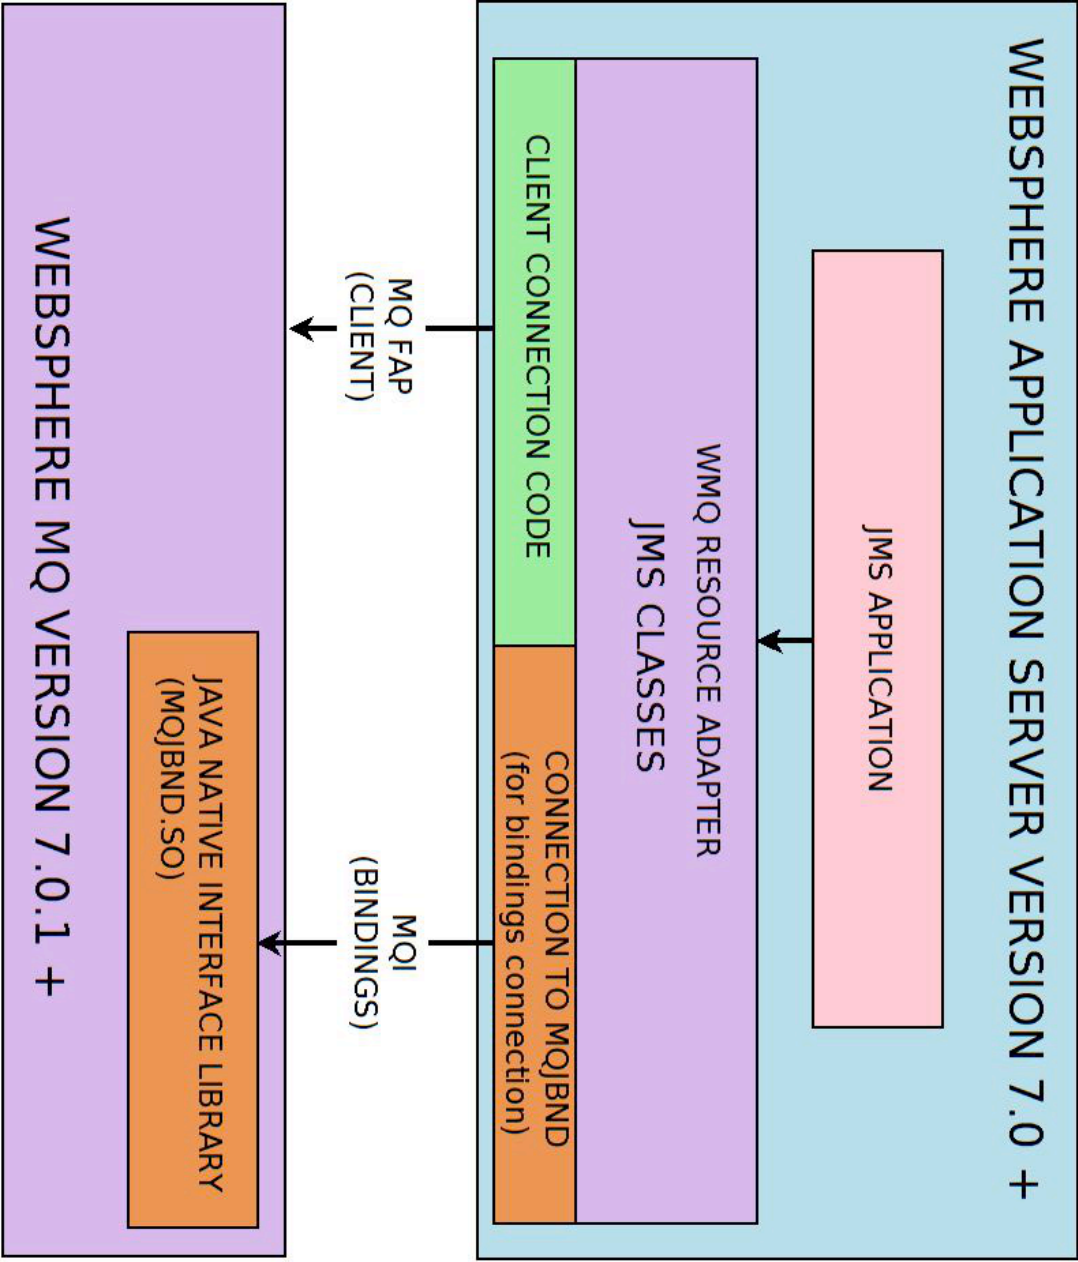 WEBSPHERE APPLICATION SERVER VERSION 7.0 +
JMS APPLICATION
WMQ RESOURCE ADAPTER
JMS CLASSES
CLIENT CONNECTION CODE
CONNECTION TO MQJBND
(for bindings connection)
MQ FAP
(CLIENT)
MQI
(BINDINGS)
JAVA NATIVE INTERFACE LIBRARY
(MQJBND.SO)
WEBSPHERE MQ VERSION 7.0.1 +